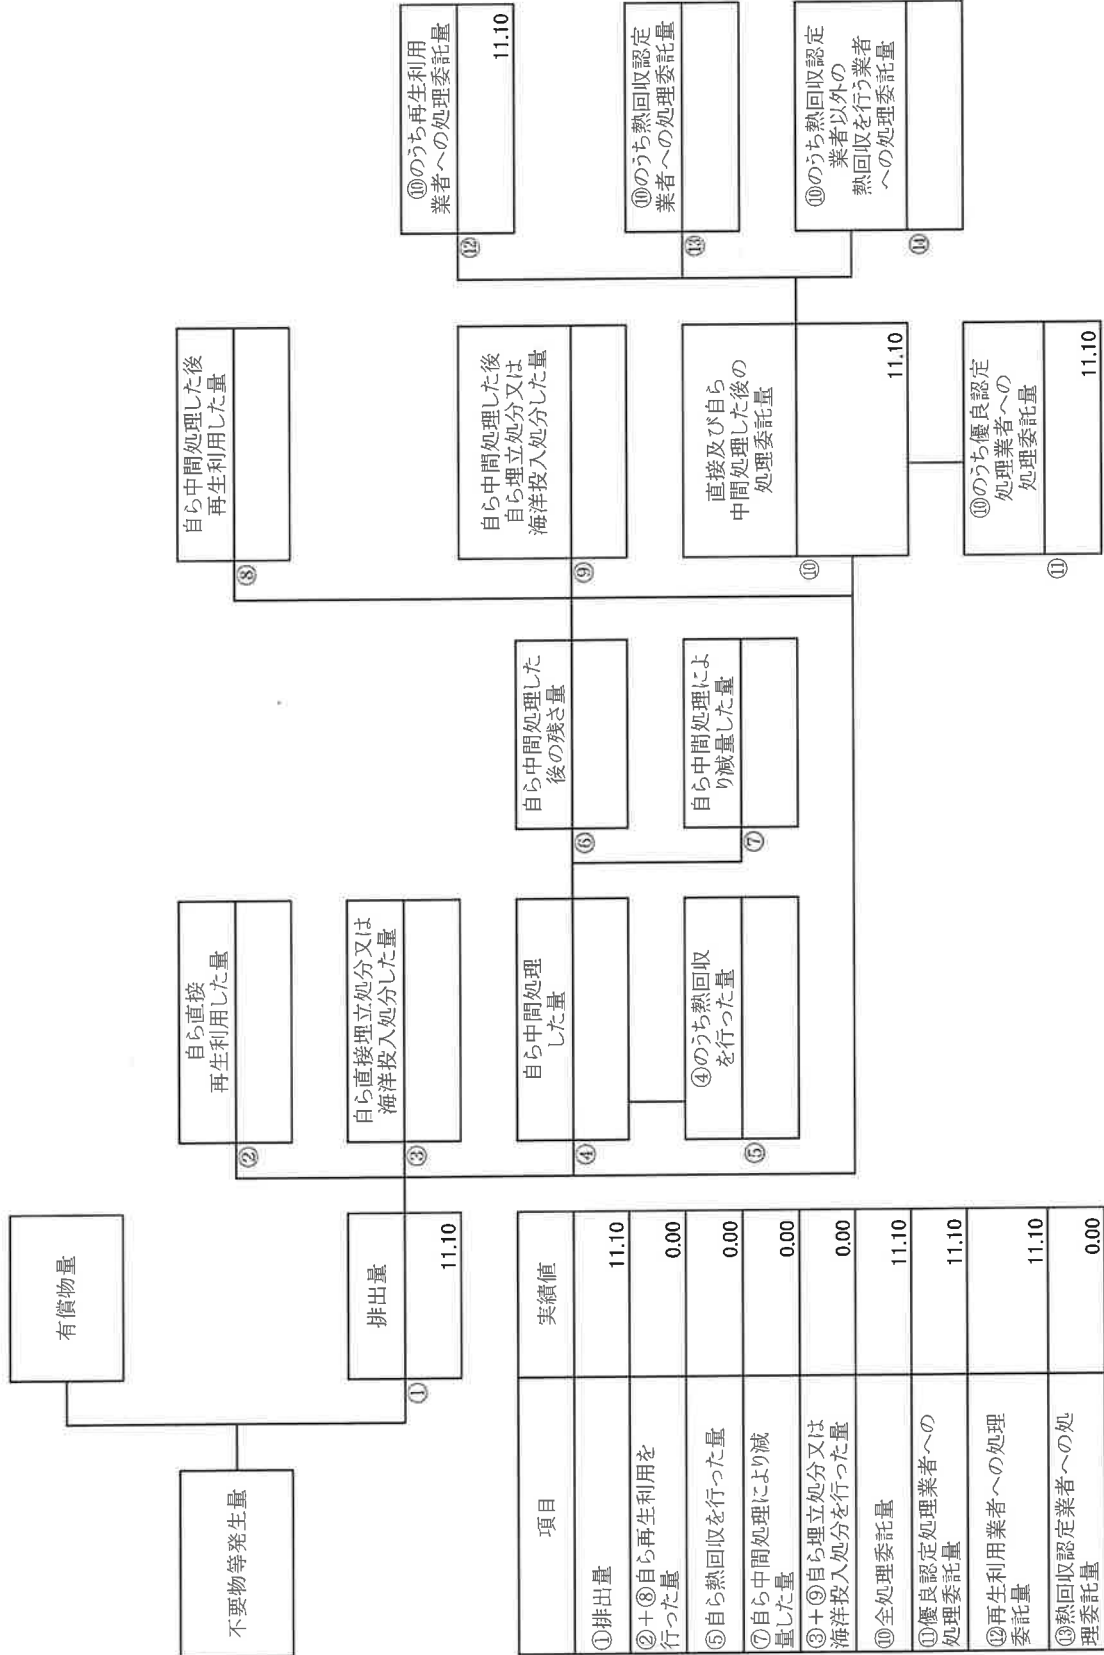 不要物等発生量
有償物量
排出量
①
11.10
自ら直接
再生利用した量
②
自ら直接埋立処分又は
海洋投入処分した量
③
自ら中間処理
した量
④
④のうち熱回収
を行った量
⑤
自ら中間処理した
後の残さ量
⑥
自ら中間処理によ
り減量した量
⑦
自ら中間処理した後
再生利用した量
⑧
自ら中間処理した後
自ら埋立処分又は
海洋投入処分した量
⑨
直接及び自ら
中間処理した後の
処理委託量
⑩
11.10
⑩のうち優良認定
処理業者への
処理委託量
⑪
11.10
⑩のうち再生利用
業者への処理委託量
⑫
11.10
⑩のうち熱回収認定
業者への処理委託量
⑬
⑩のうち熱回収認定
業者以外の
熱回収を行う業者
への処理委託量
⑭
項目 実績値
①排出量 11.10
②+⑧自ら再生利用を
行った量 0.00
⑤自ら熱回収を行った量 0.00
⑦自ら中間処理により減
量した量 0.00
③+⑨自ら埋立処分又は
海洋投入処分を行った量 0.00
⑩全処理委託量 11.10
⑪優良認定処理業者への
処理委託量 11.10
⑫再生利用業者への処理
委託量 11.10
⑬熱回収認定業者への処
理委託量 0.00